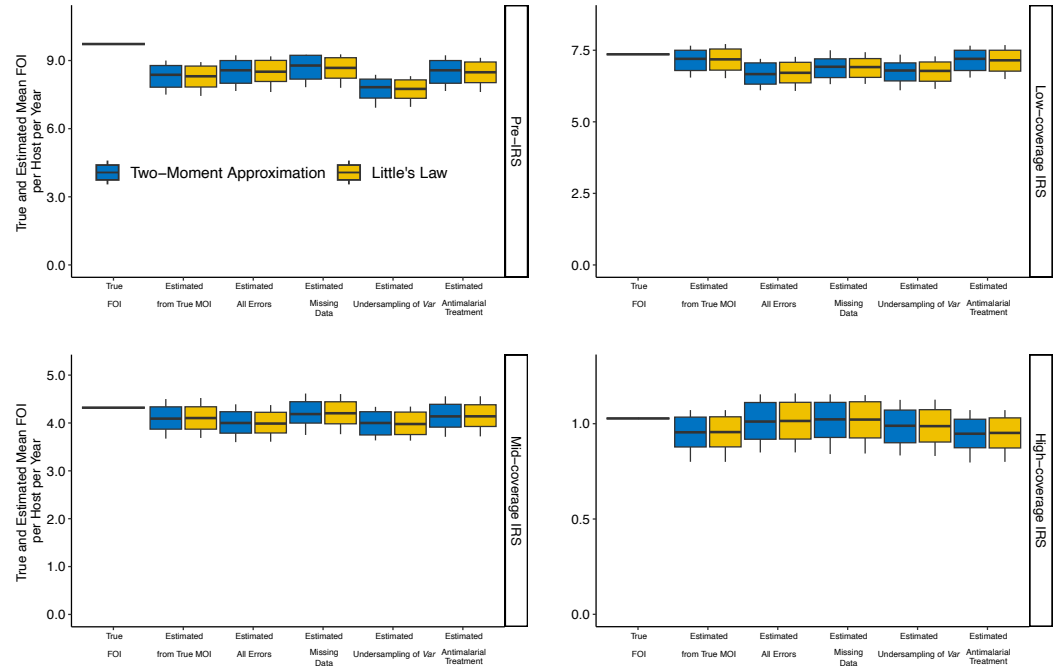 True and Estimated Mean FOI
per Host per Year
9.0
6.0
3.0
0.0
Two−Moment Approximation
Little's Law
Pre−IRS
True
FOI
Estimated
from True MOI
Estimated
All Errors
Estimated
Missing
Data
Estimated
Undersampling of Var
Estimated
Antimalarial
Treatment
7.5
5.0
2.5
0.0
Low−coverage IRS
True
FOI
Estimated
from True MOI
Estimated
All Errors
Estimated
Missing
Data
Estimated
Undersampling of Var
Estimated
Antimalarial
Treatment
True and Estimated Mean FOI
per Host per Year
5.0
4.0
3.0
2.0
1.0
0.0
Mid−coverage IRS
True
FOI
Estimated
from True MOI
Estimated
All Errors
Estimated
Missing
Data
Estimated
Undersampling of Var
Estimated
Antimalarial
Treatment
1.0
0.5
0.0
High−coverage IRS
True
FOI
Estimated
from True MOI
Estimated
All Errors
Estimated
Missing
Data
Estimated
Undersampling of Var
Estimated
Antimalarial
Treatment